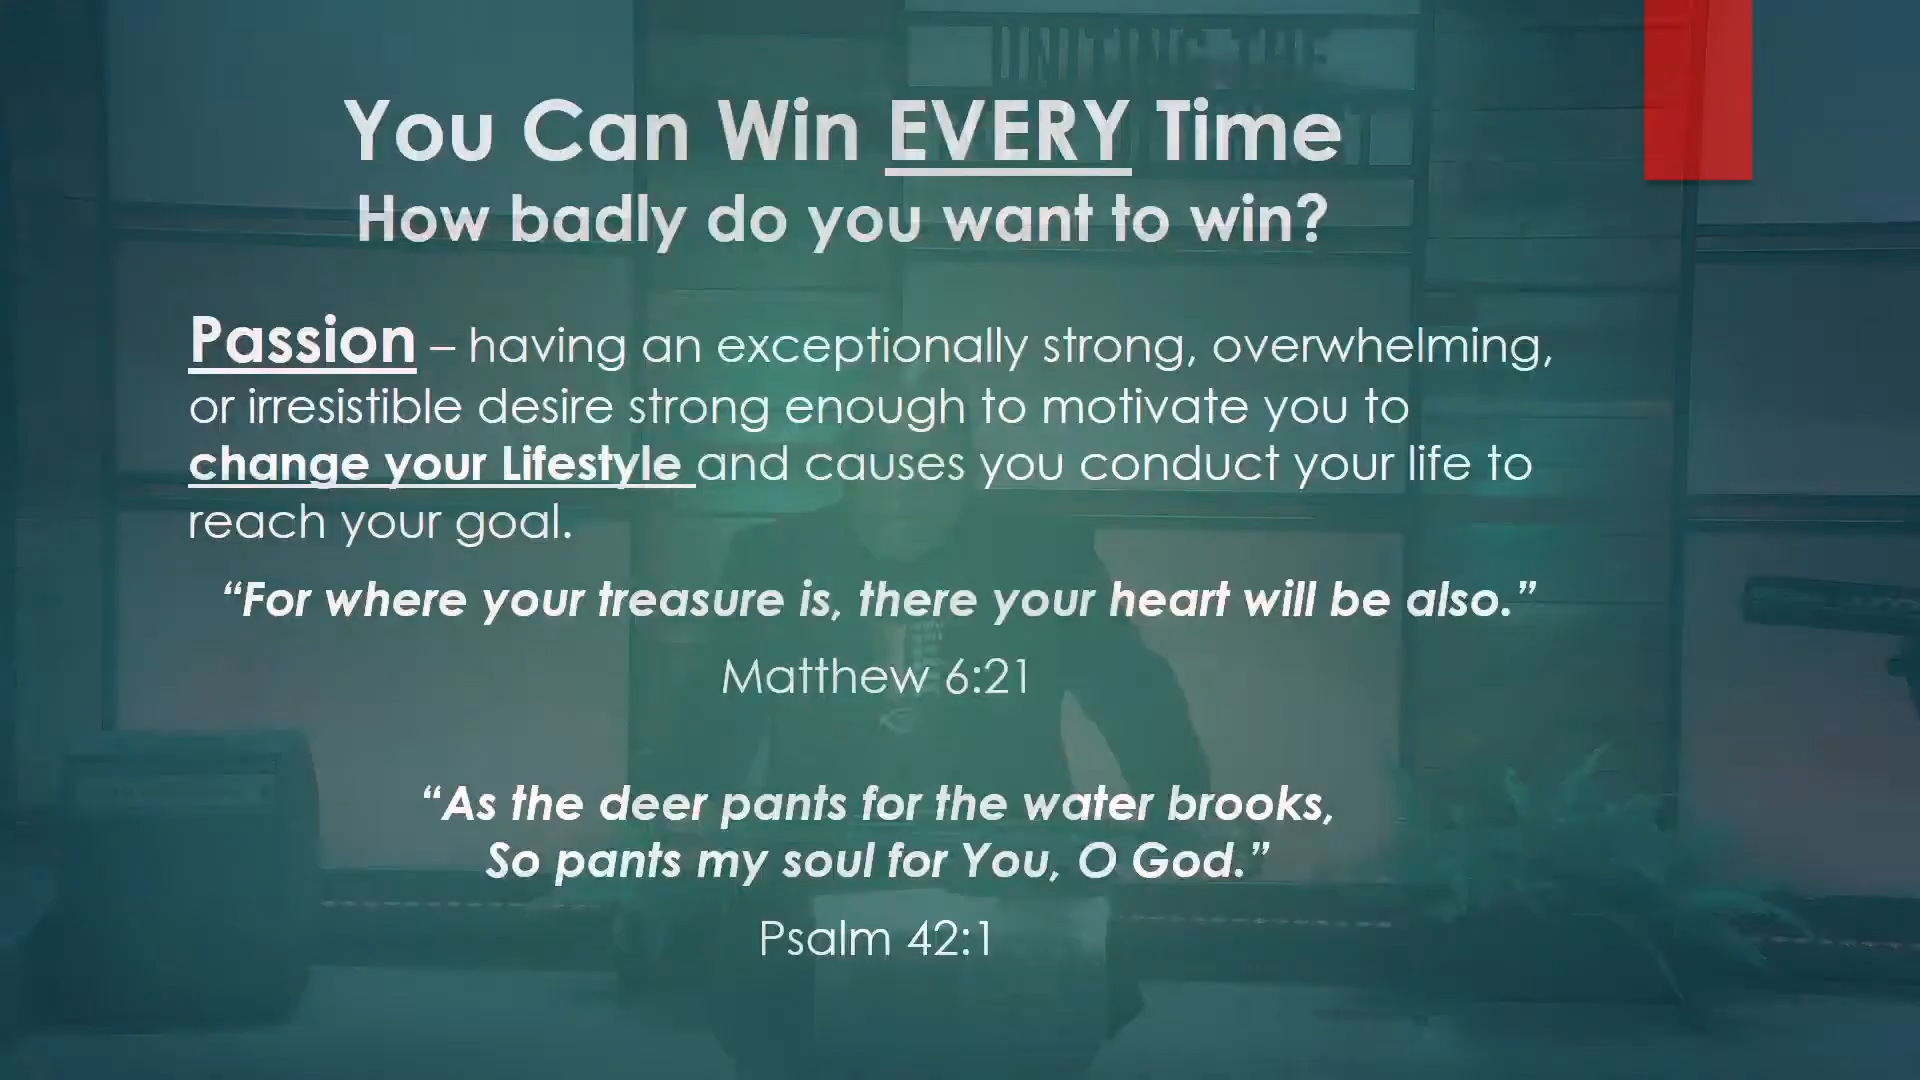 UNITING THE
You Can Win EVERY Time
How badly do you want to win?
Passion – having an exceptionally strong, overwhelming,
or irresistible desire strong enough to motivate you to
change your Lifestyle and causes you conduct your life to
reach your goal.
“For where your treasure is, there your heart will be also.”
Matthew 6:21
“As the deer pants for the water brooks,
So pants my soul for You, O God.”
Psalm 42:1